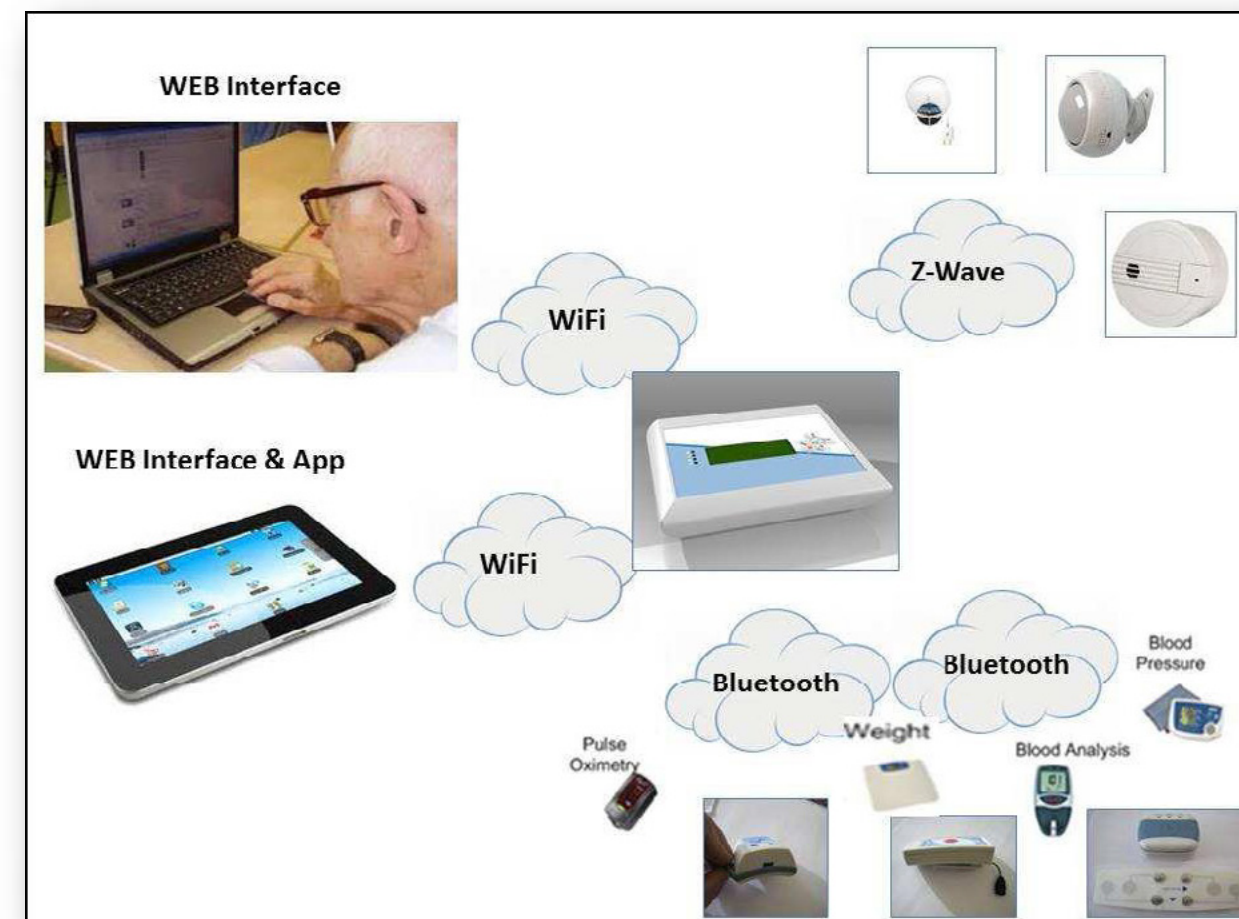 WEB Interface
Z-Wave
WiFi
WEB Interface & App
WiFi
Bluetooth
Bluetooth
Blood
Pressure
Weight
Pulse
Oximetry
Blood Analysis